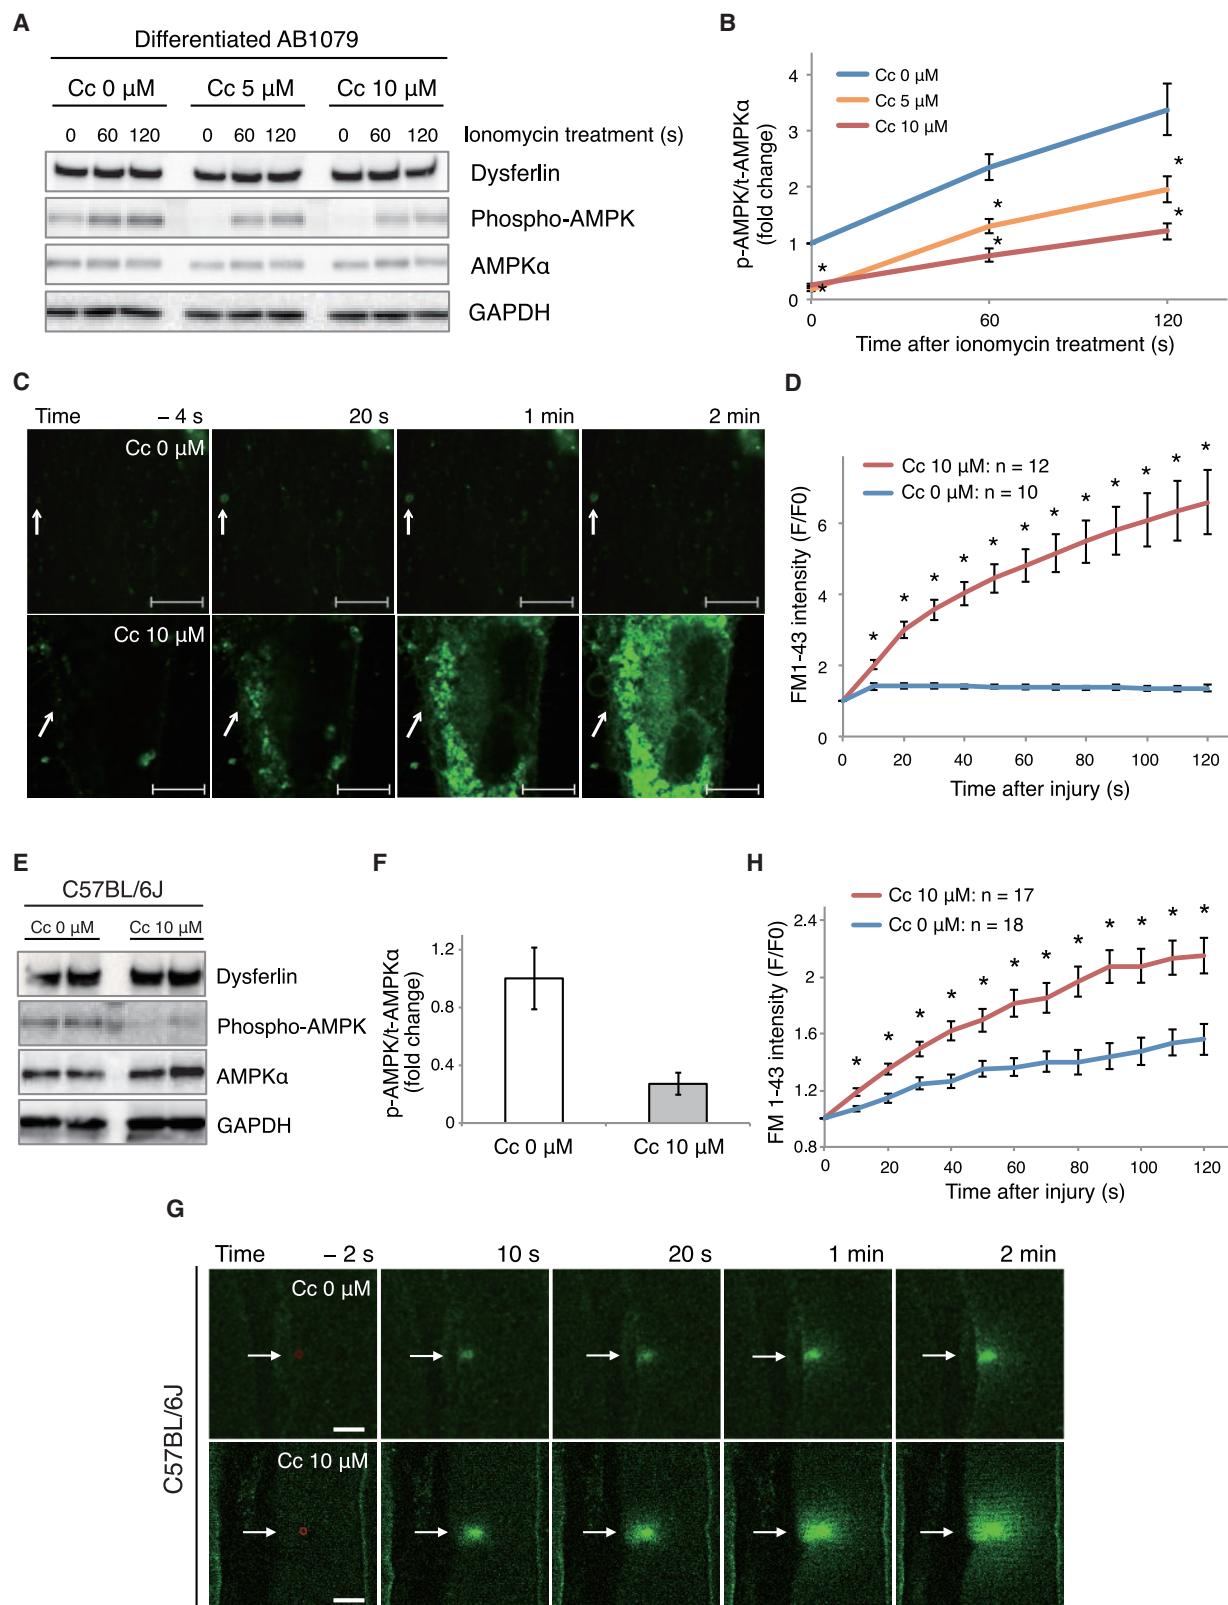 A
Differentiated AB1079
Cc 0 μM Cc 5 μM Cc 10 μM
0 60 120 0 60 120 0 60 120 Ionomycin treatment (s)
Dysferlin
Phospho-AMPK
AMPKα
GAPDH
B
p-AMPK/t-AMPKα
(fold change)
4
3
2
1
0
Cc 0 μM
Cc 5 μM
Cc 10 μM
*
*
*
*
*
*
0 60 120
Time after ionomycin treatment (s)
C
Time – 4 s 20 s 1 min 2 min
Cc 0 μM
Cc 10 μM
D
FM1-43 intensity (F/F0)
Cc 10 μM: n = 12
Cc 0 μM: n = 10
6
4
2
0
* * * * * * * * * * * *
0 20 40 60 80 100 120
Time after injury (s)
E
C57BL/6J
Cc 0 μM Cc 10 μM
Dysferlin
Phospho-AMPK
AMPKα
GAPDH
F
p-AMPK/t-AMPKα
(fold change)
1.2
0.8
0.4
0
Cc 0 μM Cc 10 μM
H
FM 1-43 intensity (F/F0)
Cc 10 μM: n = 17
Cc 0 μM: n = 18
2.4
2
1.6
1.2
0.8
* * * * * * * * * * * *
0 20 40 60 80 100 120
Time after injury (s)
G
C57BL/6J
Time – 2 s 10 s 20 s 1 min 2 min
Cc 0 μM
Cc 10 μM